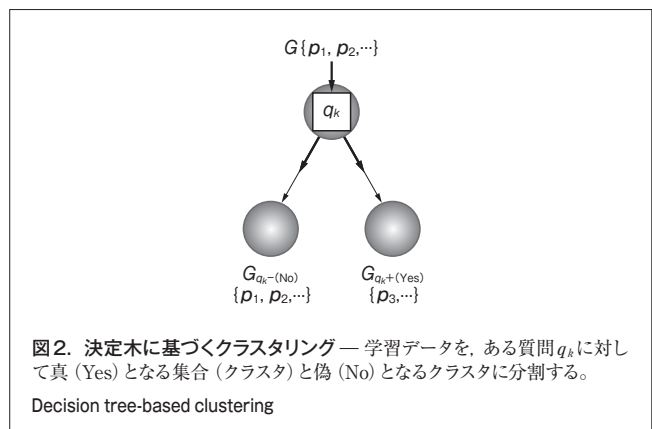 G{p₁, p₂,…}
qₖ
G qₖ−(No) G qₖ+(Yes)
{p₁, p₂,…} {p₃,…}
図2. 決定木に基づくクラスタリング — 学習データを，ある質問qₖに対し
て真（Yes）となる集合（クラスタ）と偽（No）となるクラスタに分割する。
Decision tree-based clustering